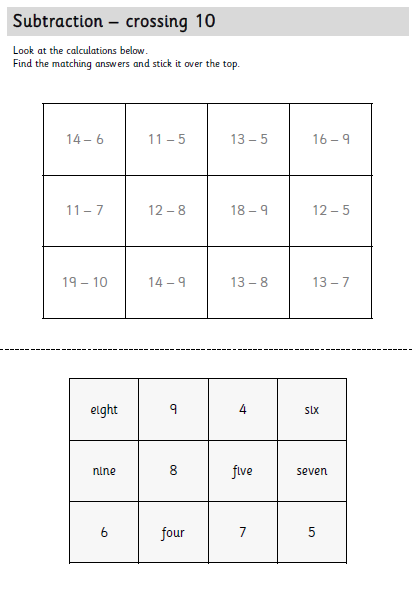 Subtraction – crossing 10
Look at the calculations below.
Find the matching answers and stick it over the top.
14 – 6 11 – 5 13 – 5 16 – 9
11 – 7 12 – 8 18 – 9 12 – 5
19 – 10 14 – 9 13 – 8 13 – 7
eight 9 4 six
nine 8 five seven
6 four 7 5